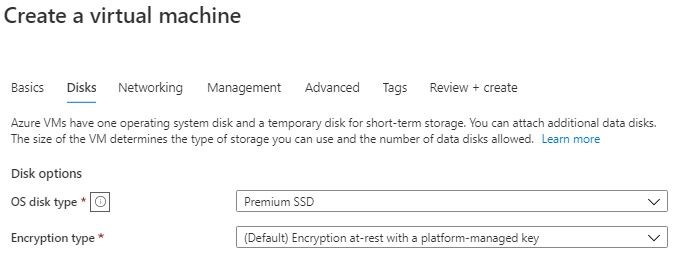 Create a virtual machine
Basics Disks Networking Management Advanced Tags Review + create
Azure VMs have one operating system disk and a temporary disk for short-term storage. You can attach additional data disks.
The size of the VM determines the type of storage you can use and the number of data disks allowed. Learn more
Disk options
OS disk type * Premium SSD
Encryption type * (Default) Encryption at-rest with a platform-managed key